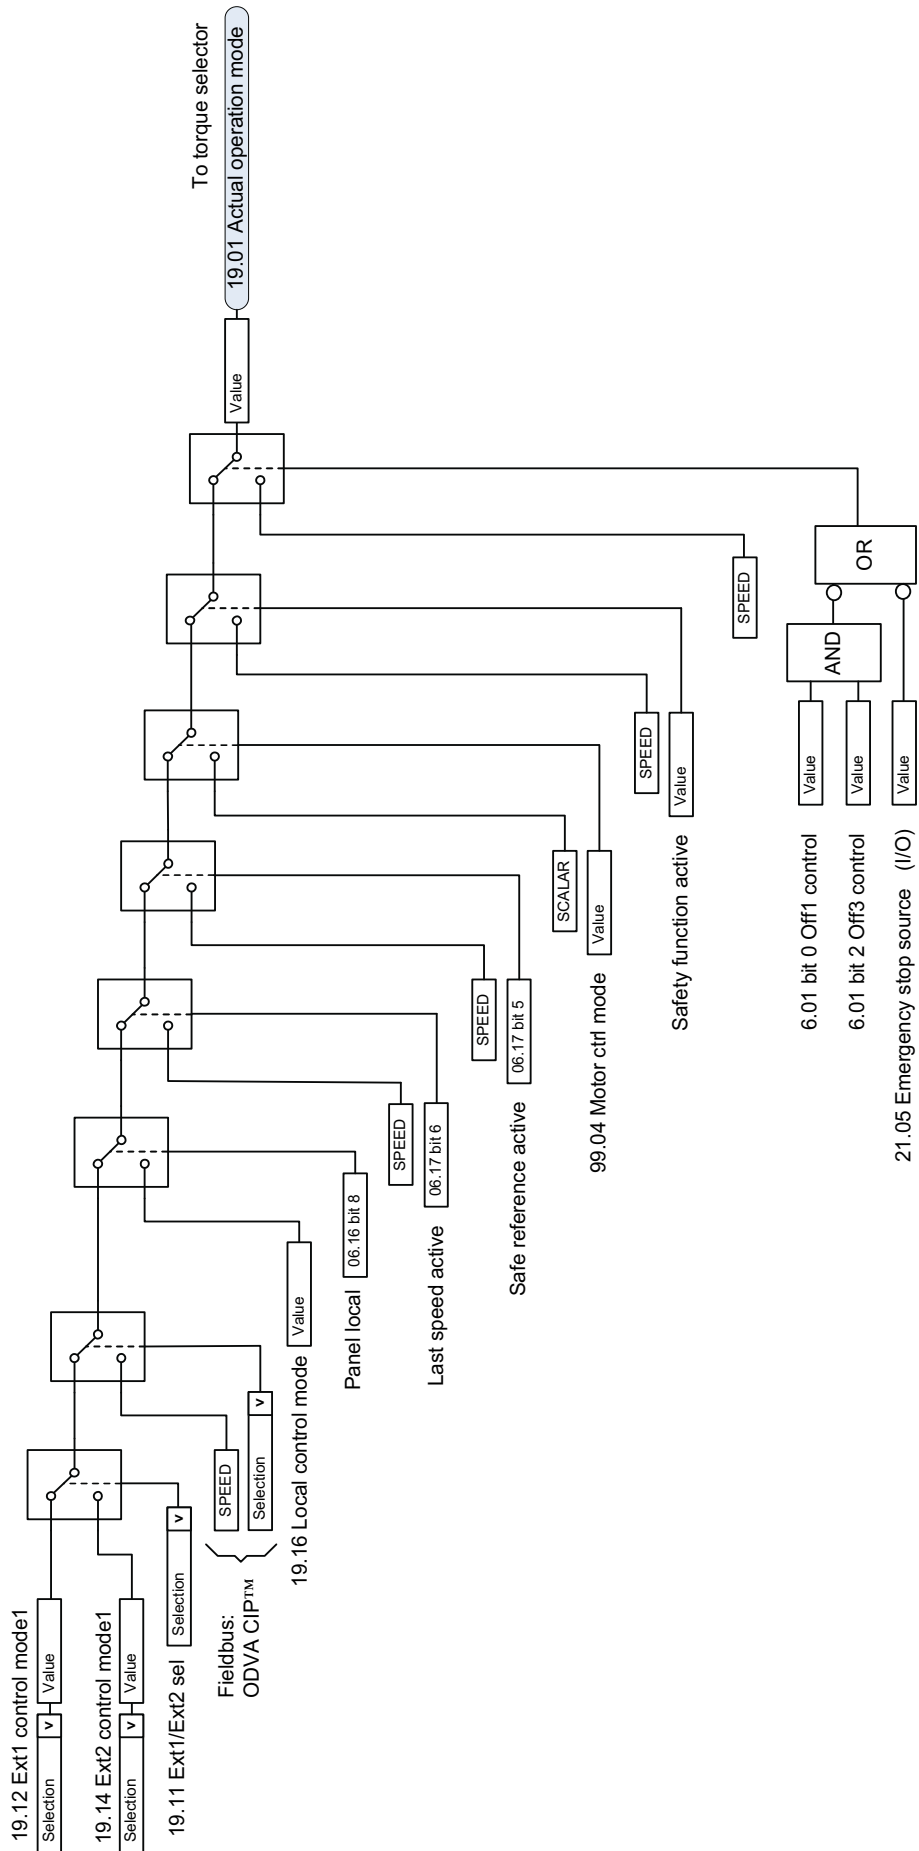 19.12 Ext1 control mode1
Selection
v
Value
19.14 Ext2 control mode1
Selection
v
Value
19.11 Ext1/Ext2 sel
Selection
v
Fieldbus:
ODVA CIP™
SPEED
Selection
v
19.16 Local control mode
Value
Panel local
06.16 bit 8
SPEED
Last speed active
06.17 bit 6
SPEED
Safe reference active
06.17 bit 5
SCALAR
99.04 Motor ctrl mode
Value
SPEED
Safety function active
Value
SPEED
6.01 bit 0 Off1 control
Value
6.01 bit 2 Off3 control
Value
AND
21.05 Emergency stop source (I/O)
Value
OR
Value
To torque selector
19.01 Actual operation mode